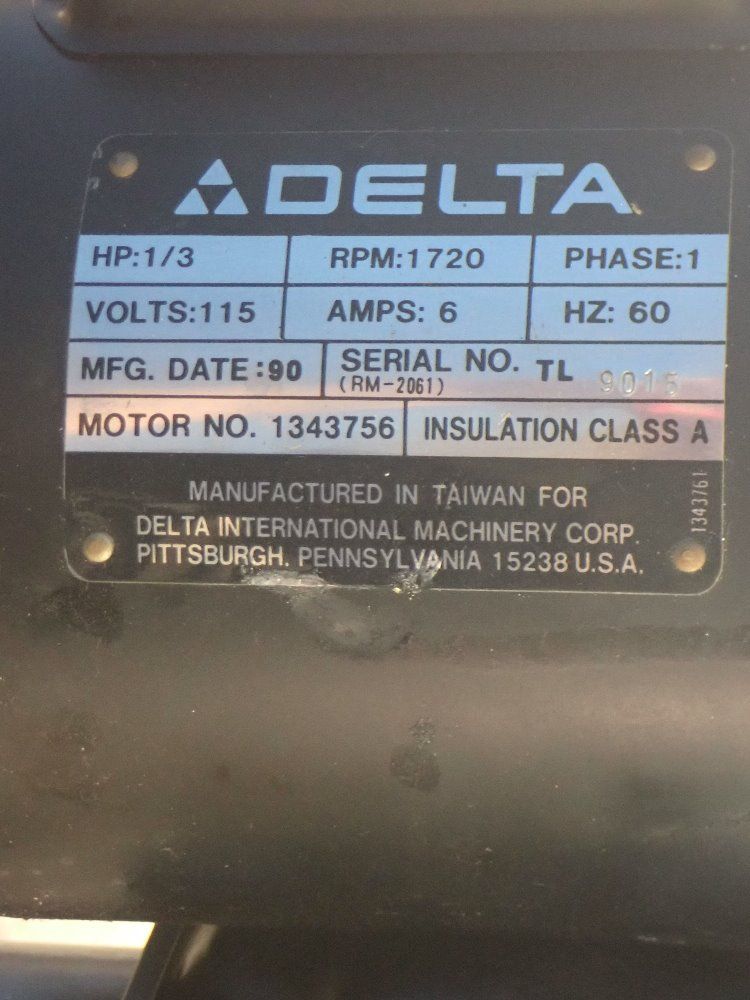 DELTA
HP:1/3 RPM:1720 PHASE:1
VOLTS:115 AMPS: 6 HZ: 60
MFG. DATE:90 SERIAL NO. TL 9015
(RM-2061)
MOTOR NO. 1343756 INSULATION CLASS A
MANUFACTURED IN TAIWAN FOR
DELTA INTERNATIONAL MACHINERY CORP.
PITTSBURGH. PENNSYLVANIA 15238 U.S.A.
1343761